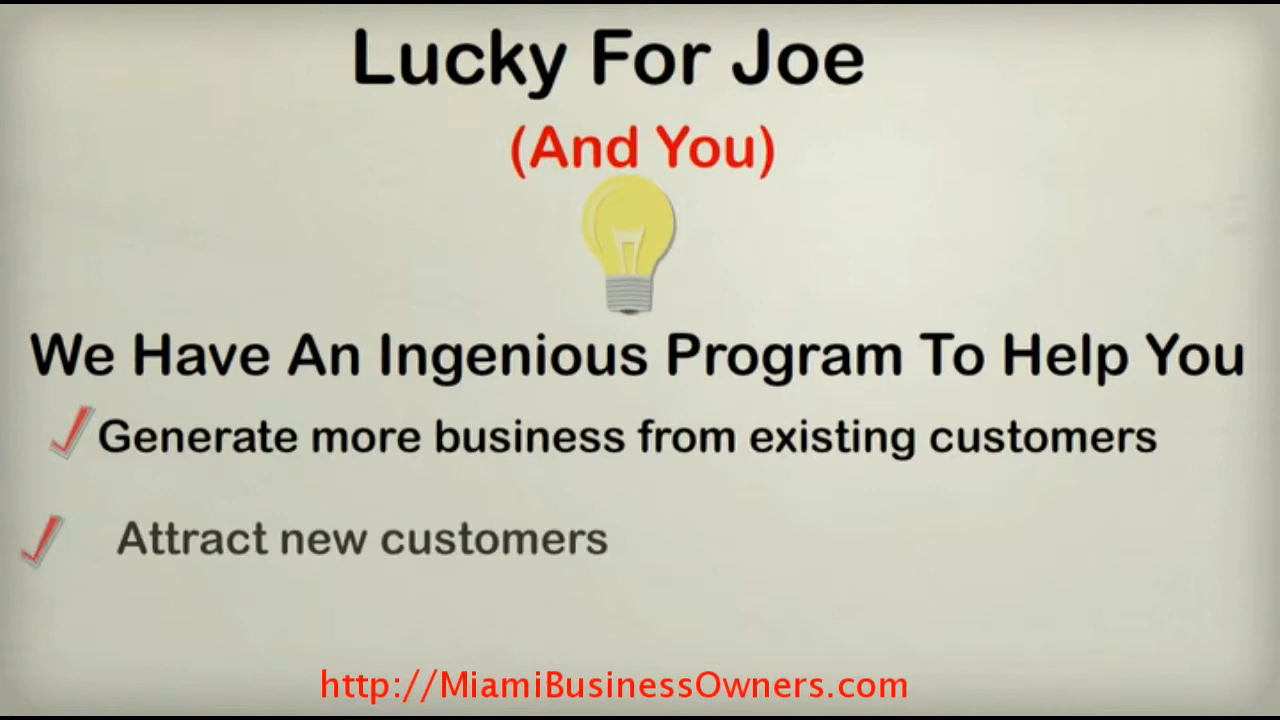 Lucky For Joe
(And You)
We Have An Ingenious Program To Help You
Generate more business from existing customers
Attract new customers
http://MiamiBusinessOwners.com